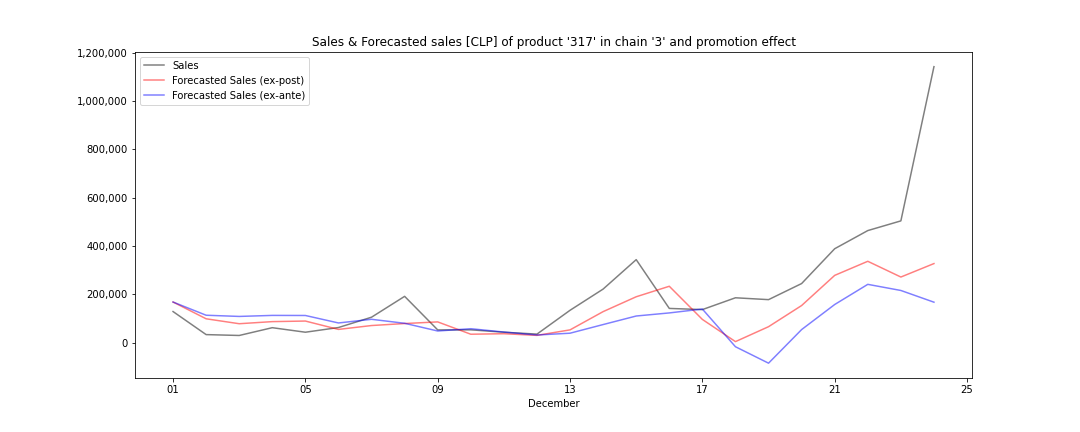 Sales & Forecasted sales [CLP] of product '317' in chain '3' and promotion effect
1,200,000
1,000,000
800,000
600,000
400,000
200,000
0
Sales
Forecasted Sales (ex-post)
Forecasted Sales (ex-ante)
01 05 09 13 17 21 25
December